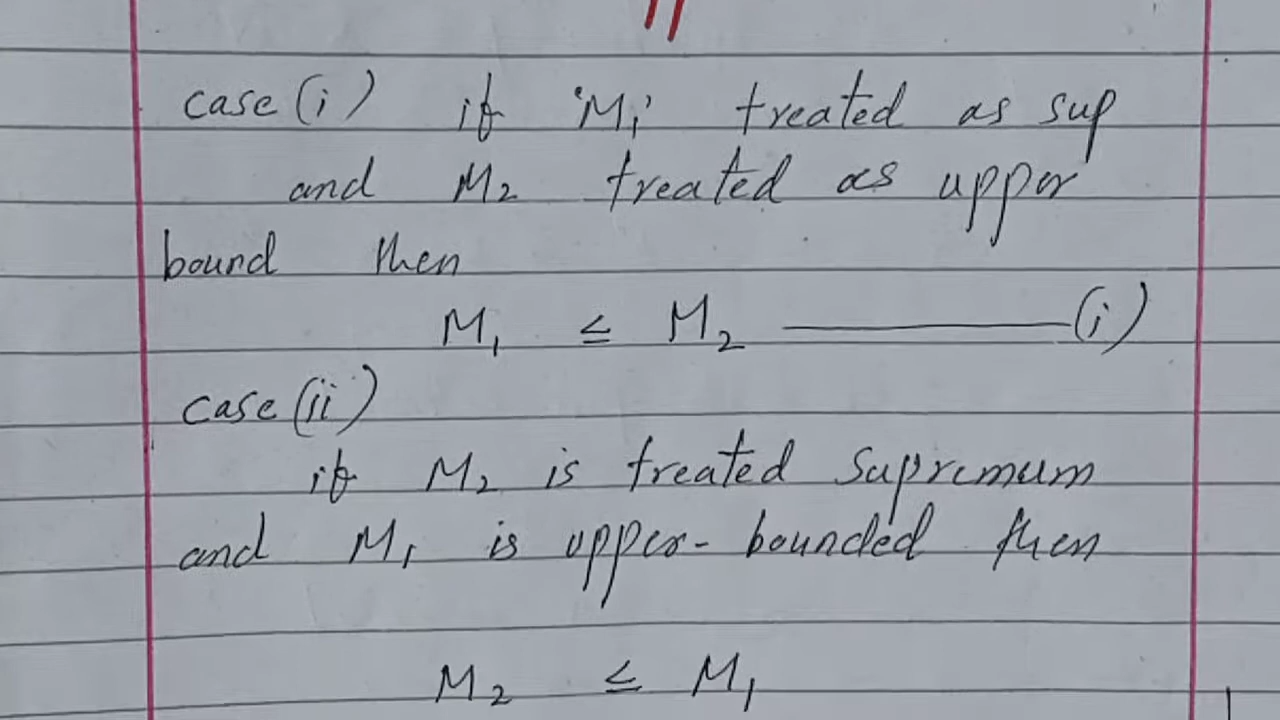 case (i) if 'M₁' treated as sup
and M₂ treated as upper
bound then
M₁ ≤ M₂ ———— (i)
case (ii)
if M₂ is treated supremum
and M₁ is upper-bounded then
M₂ ≤ M₁